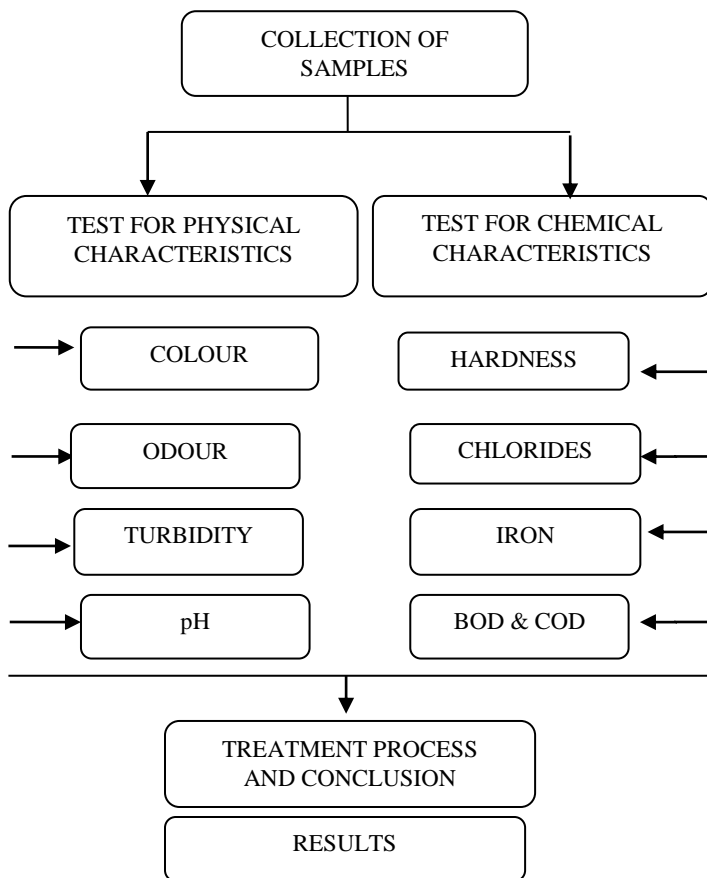 COLLECTION OF
SAMPLES
TEST FOR PHYSICAL
CHARACTERISTICS
TEST FOR CHEMICAL
CHARACTERISTICS
COLOUR
HARDNESS
ODOUR
CHLORIDES
TURBIDITY
IRON
pH
BOD & COD
TREATMENT PROCESS
AND CONCLUSION
RESULTS